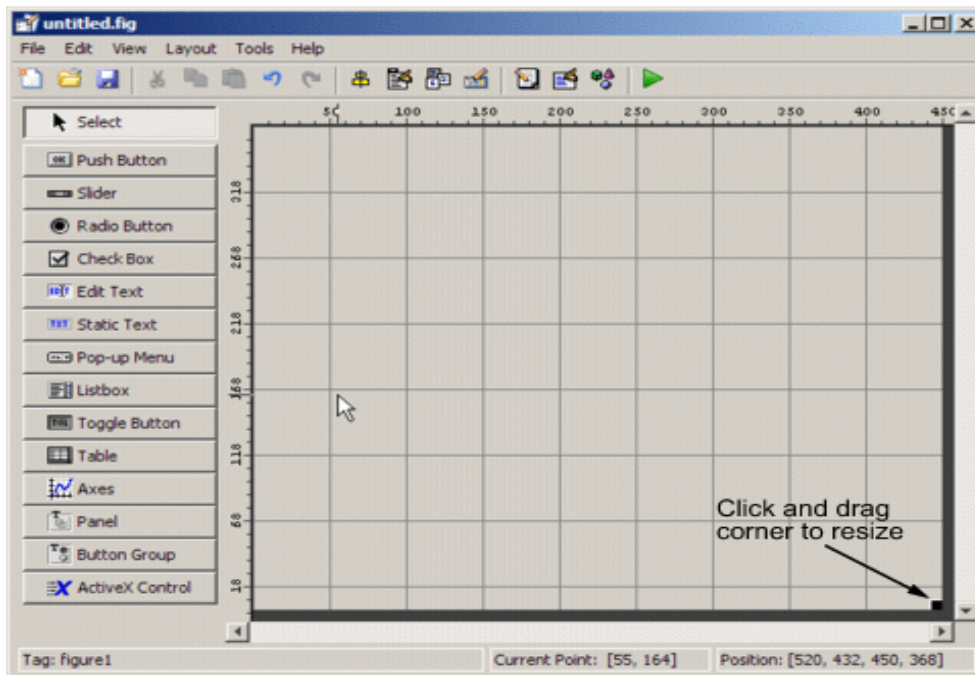 untitled.fig
File Edit View Layout Tools Help
Select
Push Button
Slider
Radio Button
Check Box
Edit Text
Static Text
Pop-up Menu
Listbox
Toggle Button
Table
Axes
Panel
Button Group
ActiveX Control
50 100 150 200 250 300 350 400 450
318
268
218
168
118
68
18
Click and drag
corner to resize
Tag: figure1
Current Point: [55, 164]
Position: [520, 432, 450, 368]